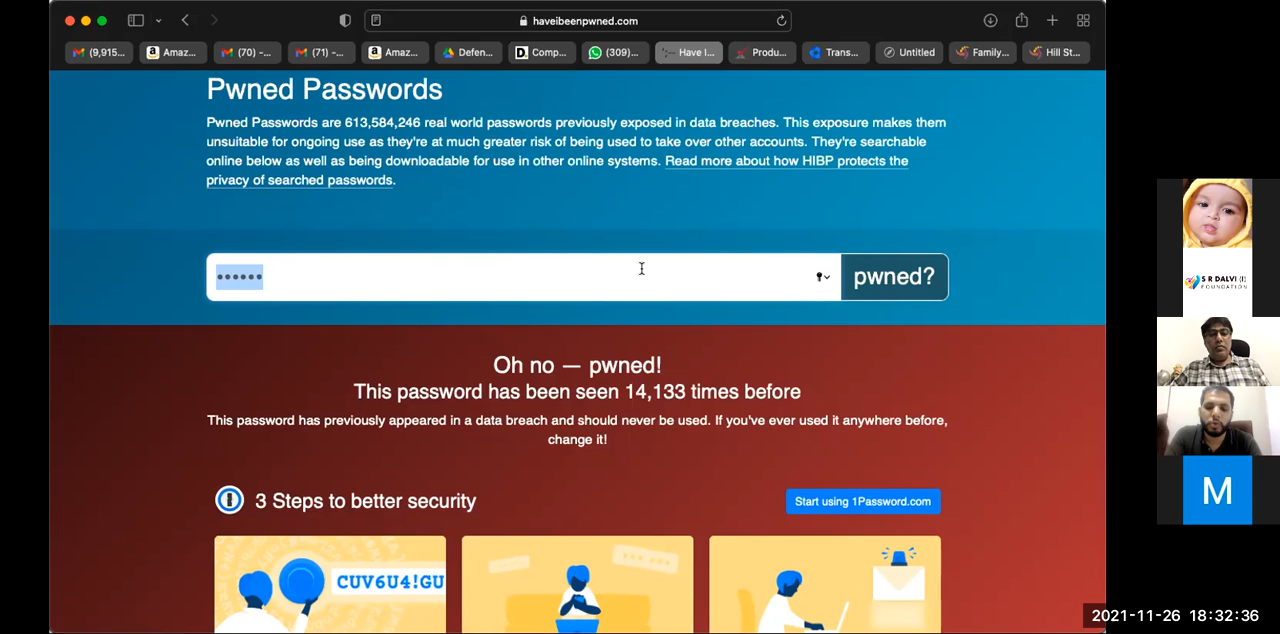 haveibeenpwned.com
(9,915...
Amaz...
(70) -...
(71) -...
Amaz...
Defen...
D. Comp...
(309)...
Have I...
Produ...
Trans...
Untitled
Family...
Hill St...
Pwned Passwords
Pwned Passwords are 613,584,246 real world passwords previously exposed in data breaches. This exposure makes them
unsuitable for ongoing use as they're at much greater risk of being used to take over other accounts. They're searchable
online below as well as being downloadable for use in other online systems. Read more about how HIBP protects the
privacy of searched passwords.
pwned?
Oh no — pwned!
This password has been seen 14,133 times before
This password has previously appeared in a data breach and should never be used. If you've ever used it anywhere before,
change it!
3 Steps to better security
Start using 1Password.com
CUV6U4!GU
S R DALVI (I)
FOUNDATION
M
2021-11-26 18:32:36